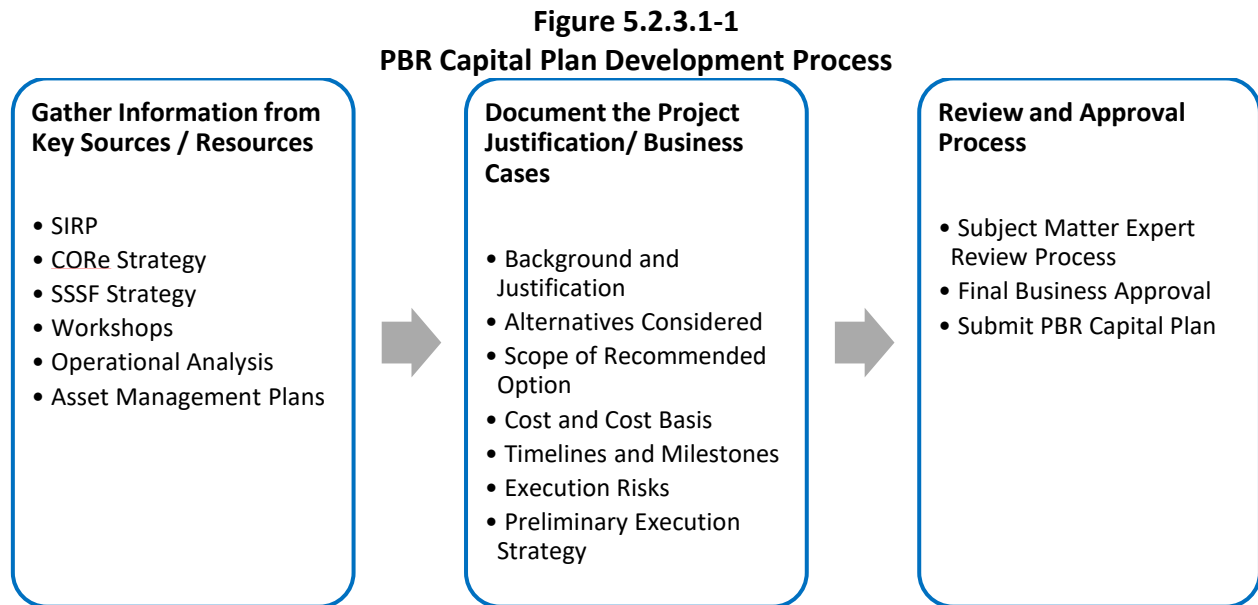 Figure 5.2.3.1-1
PBR Capital Plan Development Process
Gather Information from
Key Sources / Resources
• SIRP
• CORe Strategy
• SSSF Strategy
• Workshops
• Operational Analysis
• Asset Management Plans
Document the Project
Justification/ Business
Cases
• Background and
Justification
• Alternatives Considered
• Scope of Recommended
Option
• Cost and Cost Basis
• Timelines and Milestones
• Execution Risks
• Preliminary Execution
Strategy
Review and Approval
Process
• Subject Matter Expert
Review Process
• Final Business Approval
• Submit PBR Capital Plan